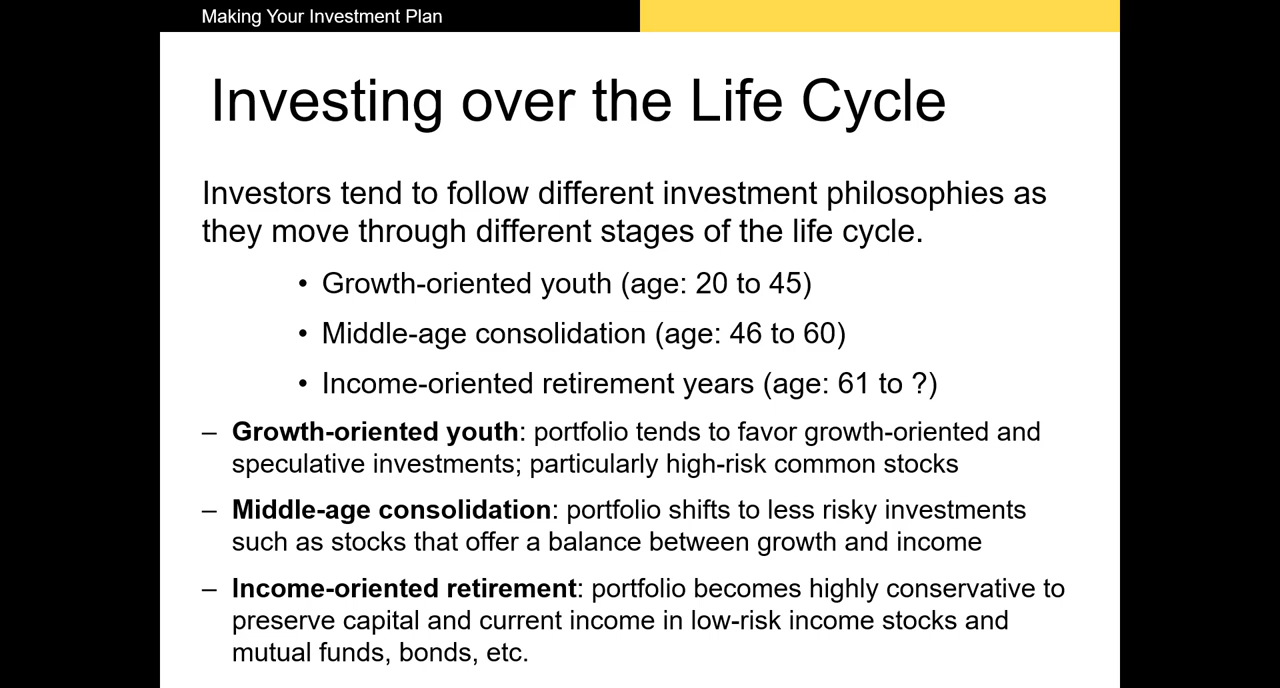 Making Your Investment Plan
Investing over the Life Cycle
Investors tend to follow different investment philosophies as
they move through different stages of the life cycle.
• Growth-oriented youth (age: 20 to 45)
• Middle-age consolidation (age: 46 to 60)
• Income-oriented retirement years (age: 61 to ?)
– Growth-oriented youth: portfolio tends to favor growth-oriented and
speculative investments; particularly high-risk common stocks
– Middle-age consolidation: portfolio shifts to less risky investments
such as stocks that offer a balance between growth and income
– Income-oriented retirement: portfolio becomes highly conservative to
preserve capital and current income in low-risk income stocks and
mutual funds, bonds, etc.